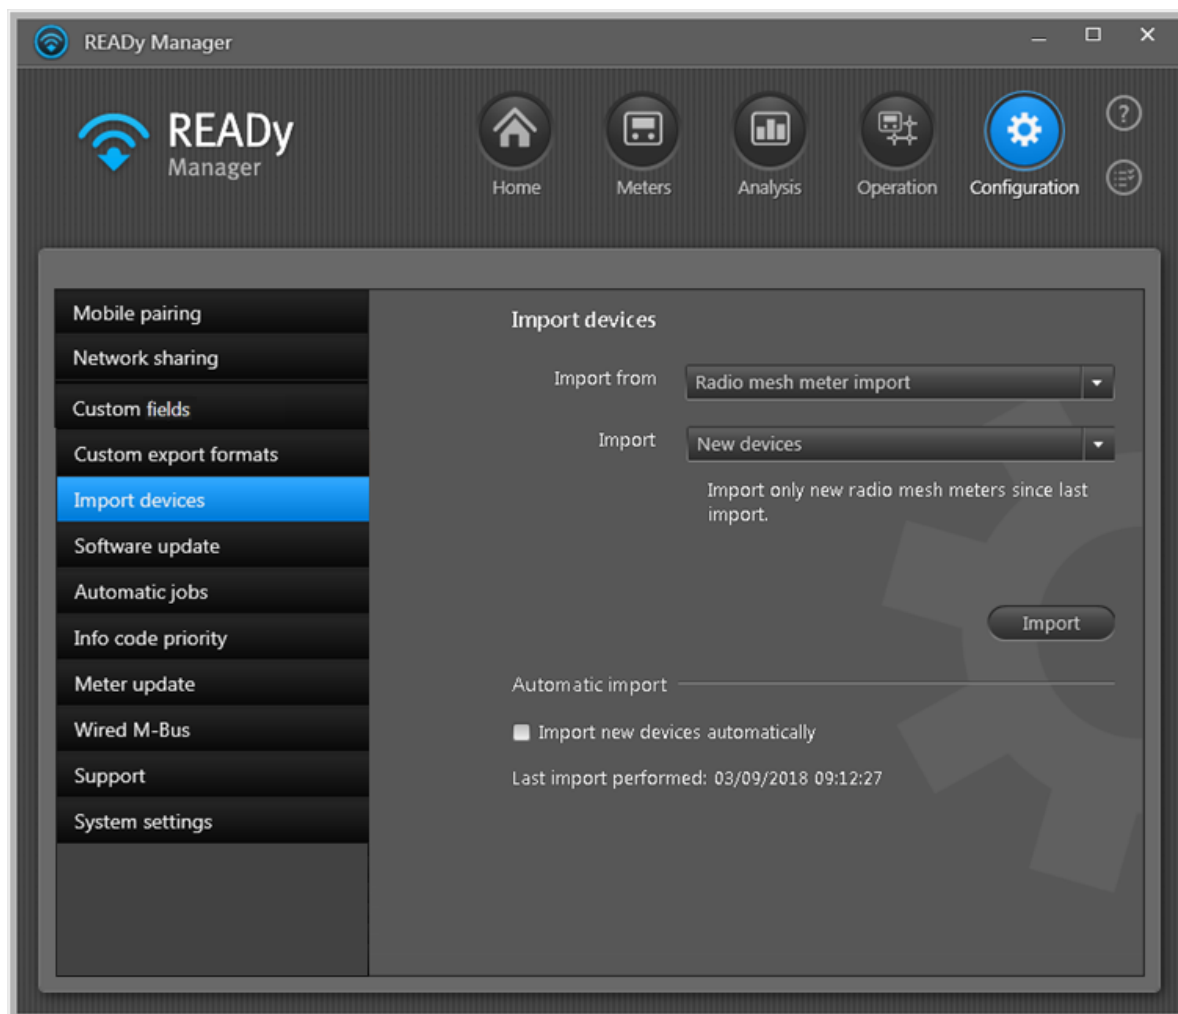 READy Manager
READy
Manager
?
Home
Meters
Analysis
Operation
Configuration
Mobile pairing
Network sharing
Custom fields
Custom export formats
Import devices
Software update
Automatic jobs
Info code priority
Meter update
Wired M-Bus
Support
System settings
Import devices
Import from
Radio mesh meter import
Import
New devices
Import only new radio mesh meters since last
import.
Import
Automatic import
Import new devices automatically
Last import performed: 03/09/2018 09:12:27